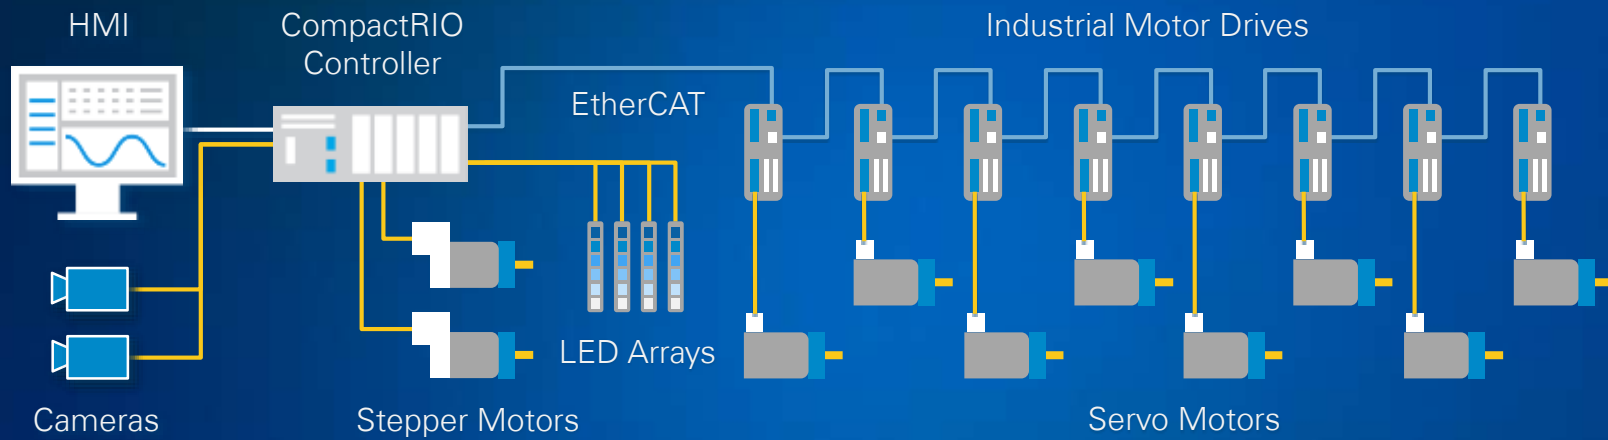 HMI
CompactRIO
Controller
Industrial Motor Drives
EtherCAT
LED Arrays
Cameras
Stepper Motors
Servo Motors